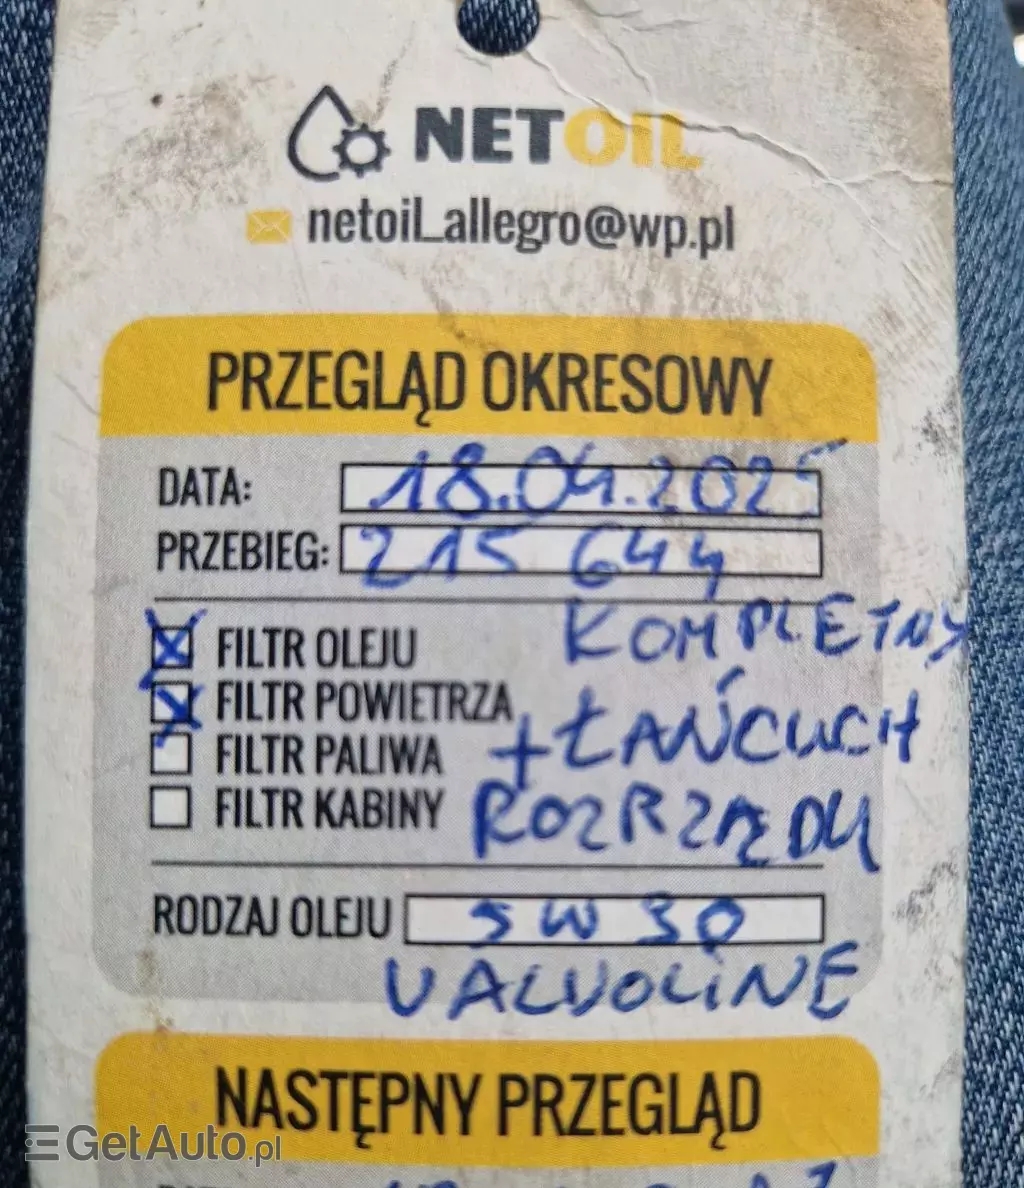 NETOIL
netoil_allegro@wp.pl
PRZEGLĄD OKRESOWY
DATA: 18.04.2025
PRZEBIEG: 215 644
KOMPLETNY
FILTR OLEJU
FILTR POWIETRZA
+ ŁAŃCUCH
FILTR PALIWA
FILTR KABINY
ROZRZĄDU
RODZAJ OLEJU 5W30
VALVOLINE
NASTĘPNY PRZEGLĄD
GetAuto.pl